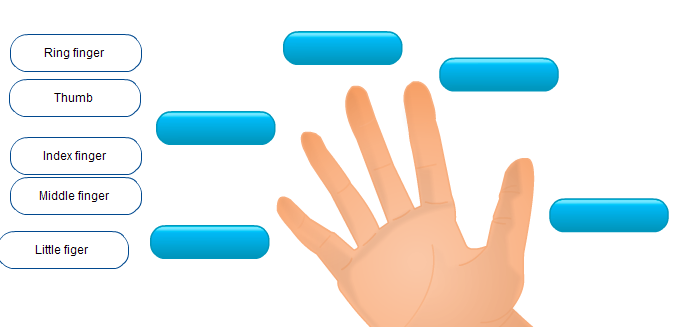 Ring finger
Thumb
Index finger
Middle finger
Little figer